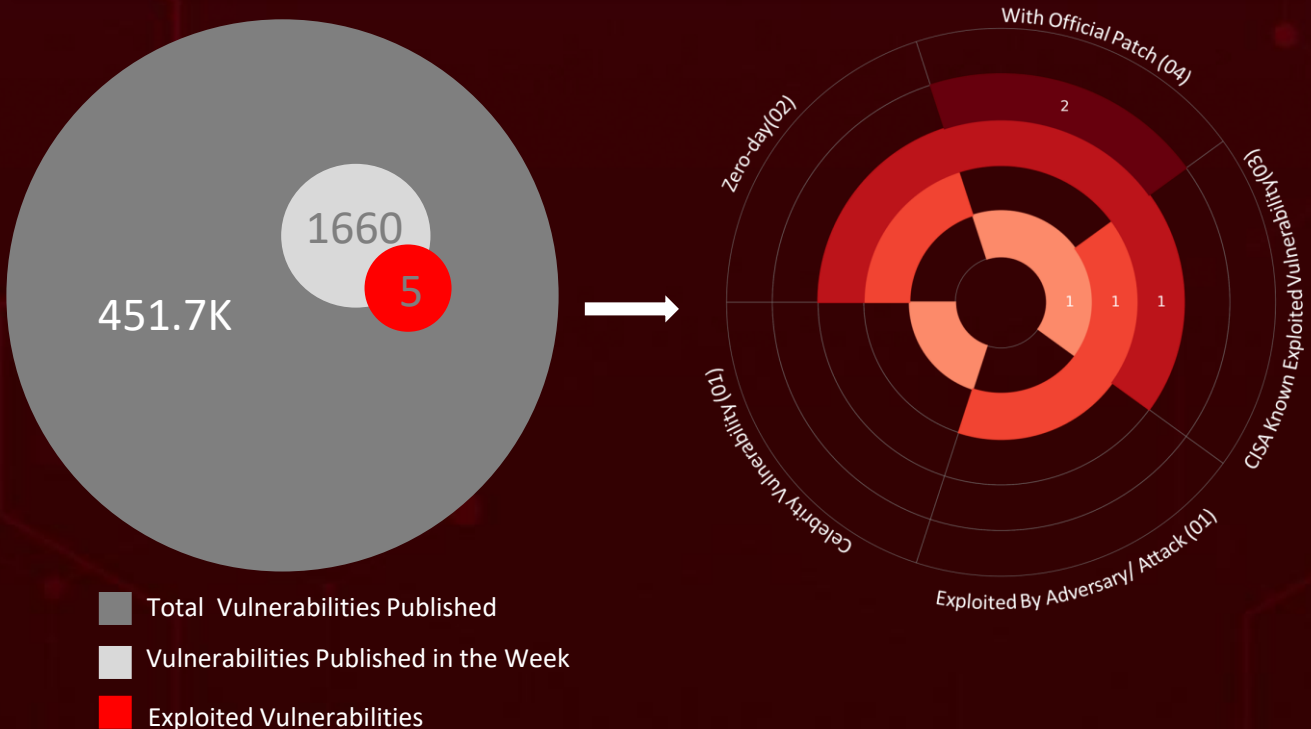 451.7K
1660
5
Total Vulnerabilities Published
Vulnerabilities Published in the Week
Exploited Vulnerabilities
With Official Patch (04)
Zero-day(02)
CISA Known Exploited Vulnerability(03)
Celebrity Vulnerability (01)
Exploited By Adversary/ Attack (01)
2
1
1
1